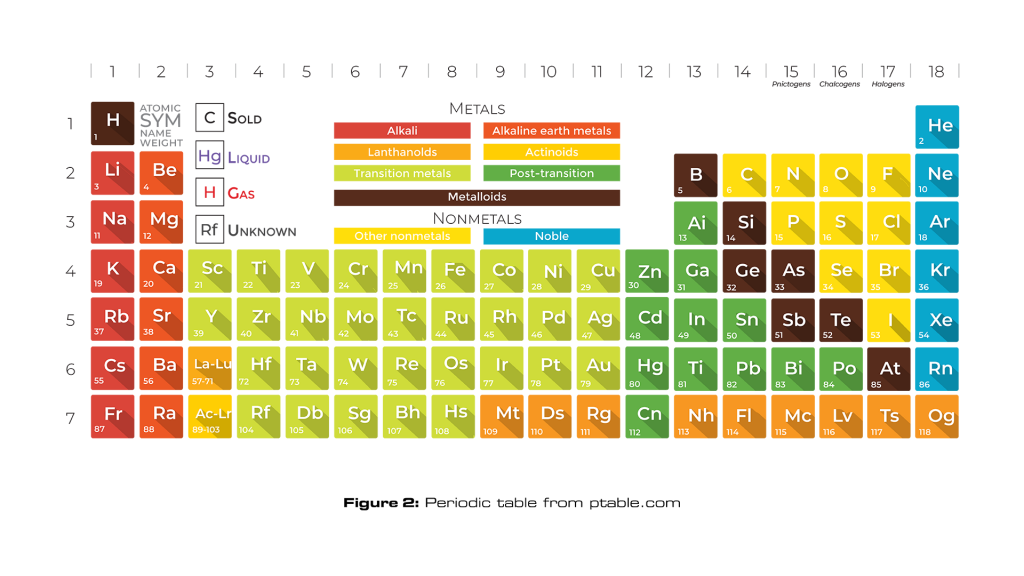 1 2 3 4 5 6 7 8 9 10 11 12 13 14 15 16 17 18
Pnictogens Chalcogens Halogens
1
H
1
ATOMIC
SYM
NAME
WEIGHT
C SOLD
Hg LIQUID
H GAS
Rf UNKNOWN
METALS
Alkali
Alkaline earth metals
Lanthanoids
Actinoids
Transition metals
Post-transition
Metalloids
NONMETALS
Other nonmetals
Noble
He
2
2
Li Be B C N O F Ne
3 4 5 6 7 8 9 10
3
Na Mg Ai Si P S Cl Ar
11 12 13 14 15 16 17 18
4
K Ca Sc Ti V Cr Mn Fe Co Ni Cu Zn Ga Ge As Se Br Kr
19 20 21 22 23 24 25 26 27 28 29 30 31 32 33 34 35 36
5
Rb Sr Y Zr Nb Mo Tc Ru Rh Pd Ag Cd In Sn Sb Te I Xe
37 38 39 40 41 42 43 44 45 46 47 48 49 50 51 52 53 54
6
Cs Ba La-Lu Hf Ta W Re Os Ir Pt Au Hg Ti Pb Bi Po At Rn
55 56 57-71 72 73 74 75 76 77 78 79 80 81 82 83 84 85 86
7
Fr Ra Ac-Lr Rf Db Sg Bh Hs Mt Ds Rg Cn Nh Fl Mc Lv Ts Og
87 88 89-103 104 105 106 107 108 109 110 111 112 113 114 115 116 117 118
Figure 2: Periodic table from ptable.com